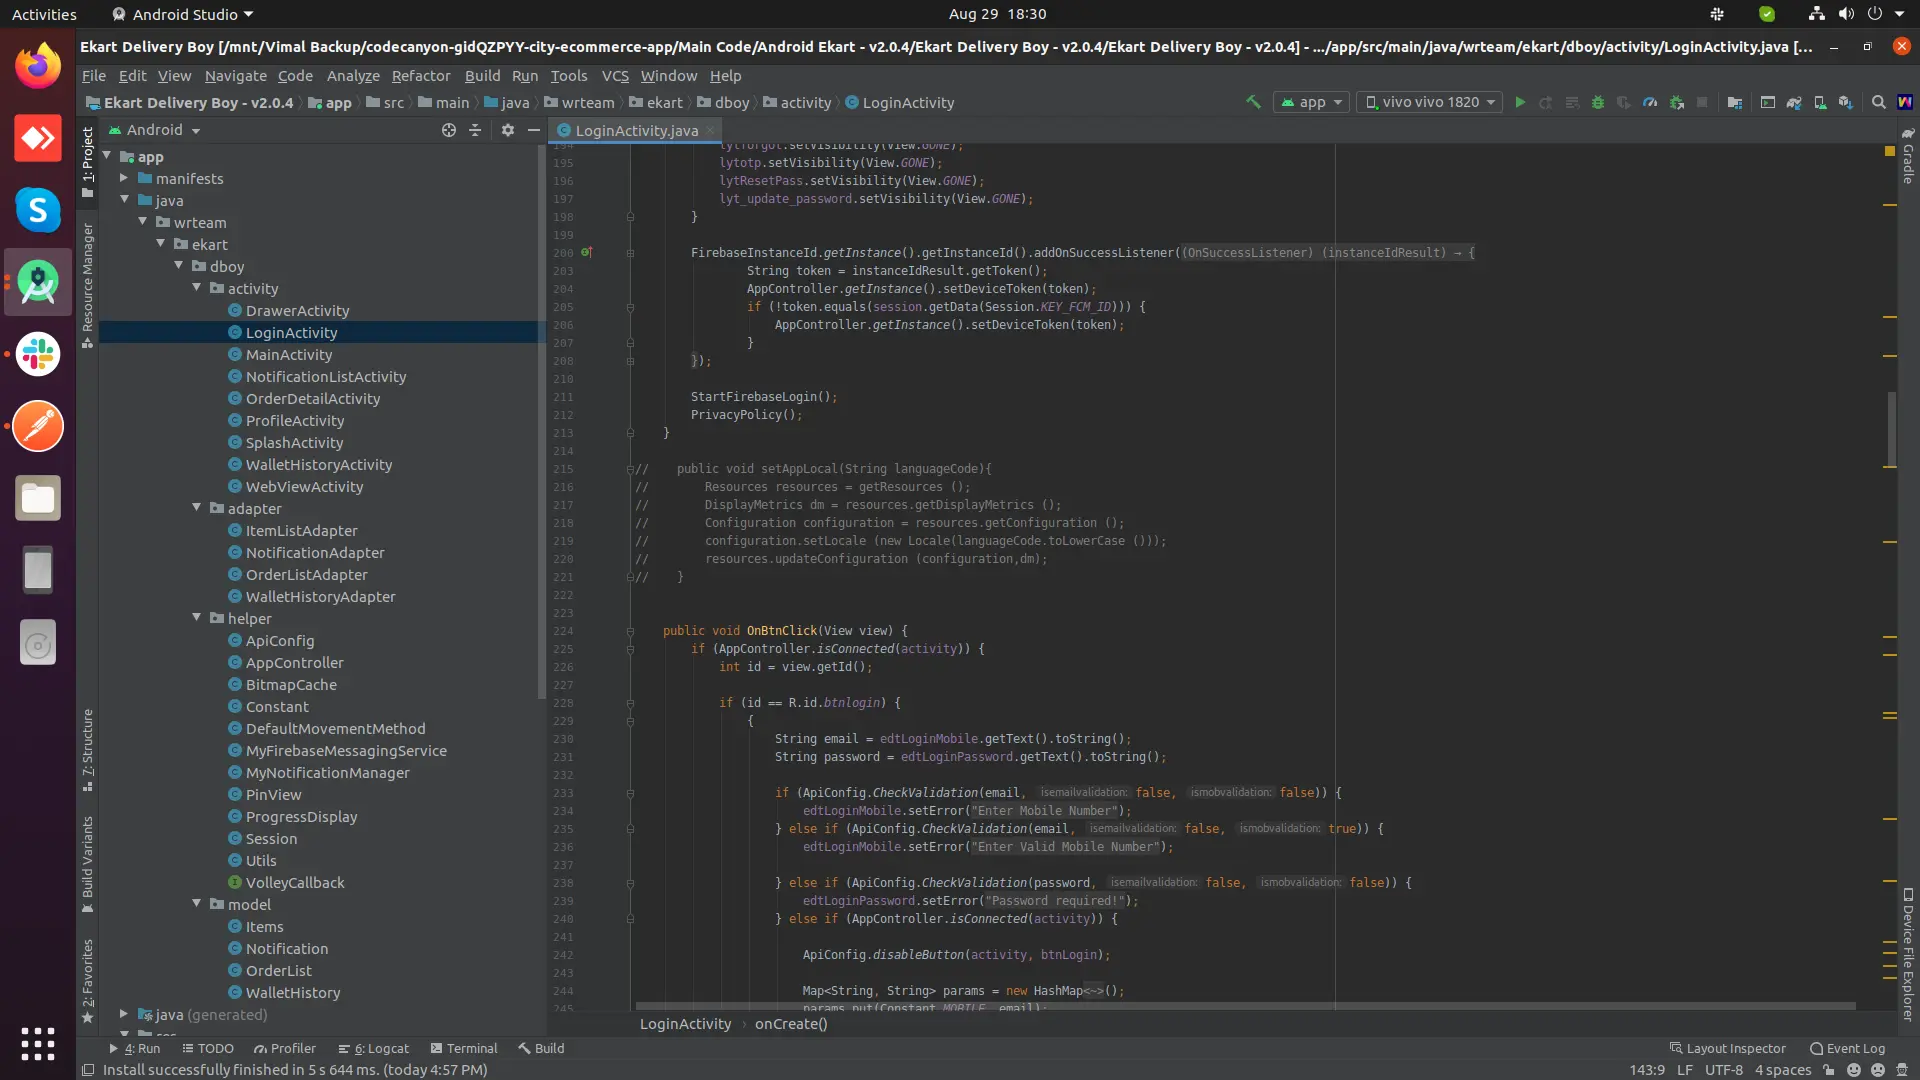 Activities
Android Studio
Aug 29 18:30
Ekart Delivery Boy [/mnt/Vimal Backup/codecanyon-gidQZPYY-city-ecommerce-app/Main Code/Android Ekart - v2.0.4/Ekart Delivery Boy - v2.0.4/Ekart Delivery Boy - v2.0.4] - .../app/src/main/java/wrteam/ekart/dboy/activity/LoginActivity.java [...
File Edit View Navigate Code Analyze Refactor Build Run Tools VCS Window Help
Ekart Delivery Boy - v2.0.4 app src main java wrteam ekart dboy activity LoginActivity
app
vivo vivo 1820
Android
LoginActivity.java
1: Project
Resource Manager
7: Structure
Build Variants
2: Favorites
app
manifests
java
wrteam
ekart
dboy
activity
DrawerActivity
LoginActivity
MainActivity
NotificationListActivity
OrderDetailActivity
ProfileActivity
SplashActivity
WalletHistoryActivity
WebViewActivity
adapter
ItemListAdapter
NotificationAdapter
OrderListAdapter
WalletHistoryAdapter
helper
ApiConfig
AppController
BitmapCache
Constant
DefaultMovementMethod
MyFirebaseMessagingService
MyNotificationManager
PinView
ProgressDisplay
Session
Utils
VolleyCallback
model
Items
Notification
OrderList
WalletHistory
java (generated)
194 lytforgot.setVisibility(View.GONE);
195 lytotp.setVisibility(View.GONE);
196 lytResetPass.setVisibility(View.GONE);
197 lyt_update_password.setVisibility(View.GONE);
198 }
199
200 FirebaseInstanceId.getInstance().getInstanceId().addOnSuccessListener((OnSuccessListener) (instanceIdResult) → {
203 String token = instanceIdResult.getToken();
204 AppController.getInstance().setDeviceToken(token);
205 if (!token.equals(session.getData(Session.KEY_FCM_ID))) {
206 AppController.getInstance().setDeviceToken(token);
207 }
208 });
210
211 StartFirebaseLogin();
212 PrivacyPolicy();
213 }
214
215 // public void setAppLocal(String languageCode){
216 // Resources resources = getResources ();
217 // DisplayMetrics dm = resources.getDisplayMetrics ();
218 // Configuration configuration = resources.getConfiguration ();
219 // configuration.setLocale (new Locale(languageCode.toLowerCase ()));
220 // resources.updateConfiguration (configuration,dm);
221 // }
222
223
224 public void OnBtnClick(View view) {
225 if (AppController.isConnected(activity)) {
226 int id = view.getId();
227
228 if (id == R.id.btnlogin) {
229 {
230 String email = edtLoginMobile.getText().toString();
231 String password = edtLoginPassword.getText().toString();
232
233 if (ApiConfig.CheckValidation(email, isemailvalidation: false, ismobvalidation: false)) {
234 edtLoginMobile.setError("Enter Mobile Number");
235 } else if (ApiConfig.CheckValidation(email, isemailvalidation: false, ismobvalidation: true)) {
236 edtLoginMobile.setError("Enter Valid Mobile Number");
237
238 } else if (ApiConfig.CheckValidation(password, isemailvalidation: false, ismobvalidation: false)) {
239 edtLoginPassword.setError("Password required!");
240 } else if (AppController.isConnected(activity)) {
241
242 ApiConfig.disableButton(activity, btnLogin);
243
244 Map<String, String> params = new HashMap<~>();
245 params.put(Constant.MOBILE, email);
LoginActivity › onCreate()
Gradle
Device File Explorer
4: Run TODO Profiler 6: Logcat Terminal Build
Layout Inspector Event Log
Install successfully finished in 5 s 644 ms. (today 4:57 PM)
143:9 LF UTF-8 4 spaces